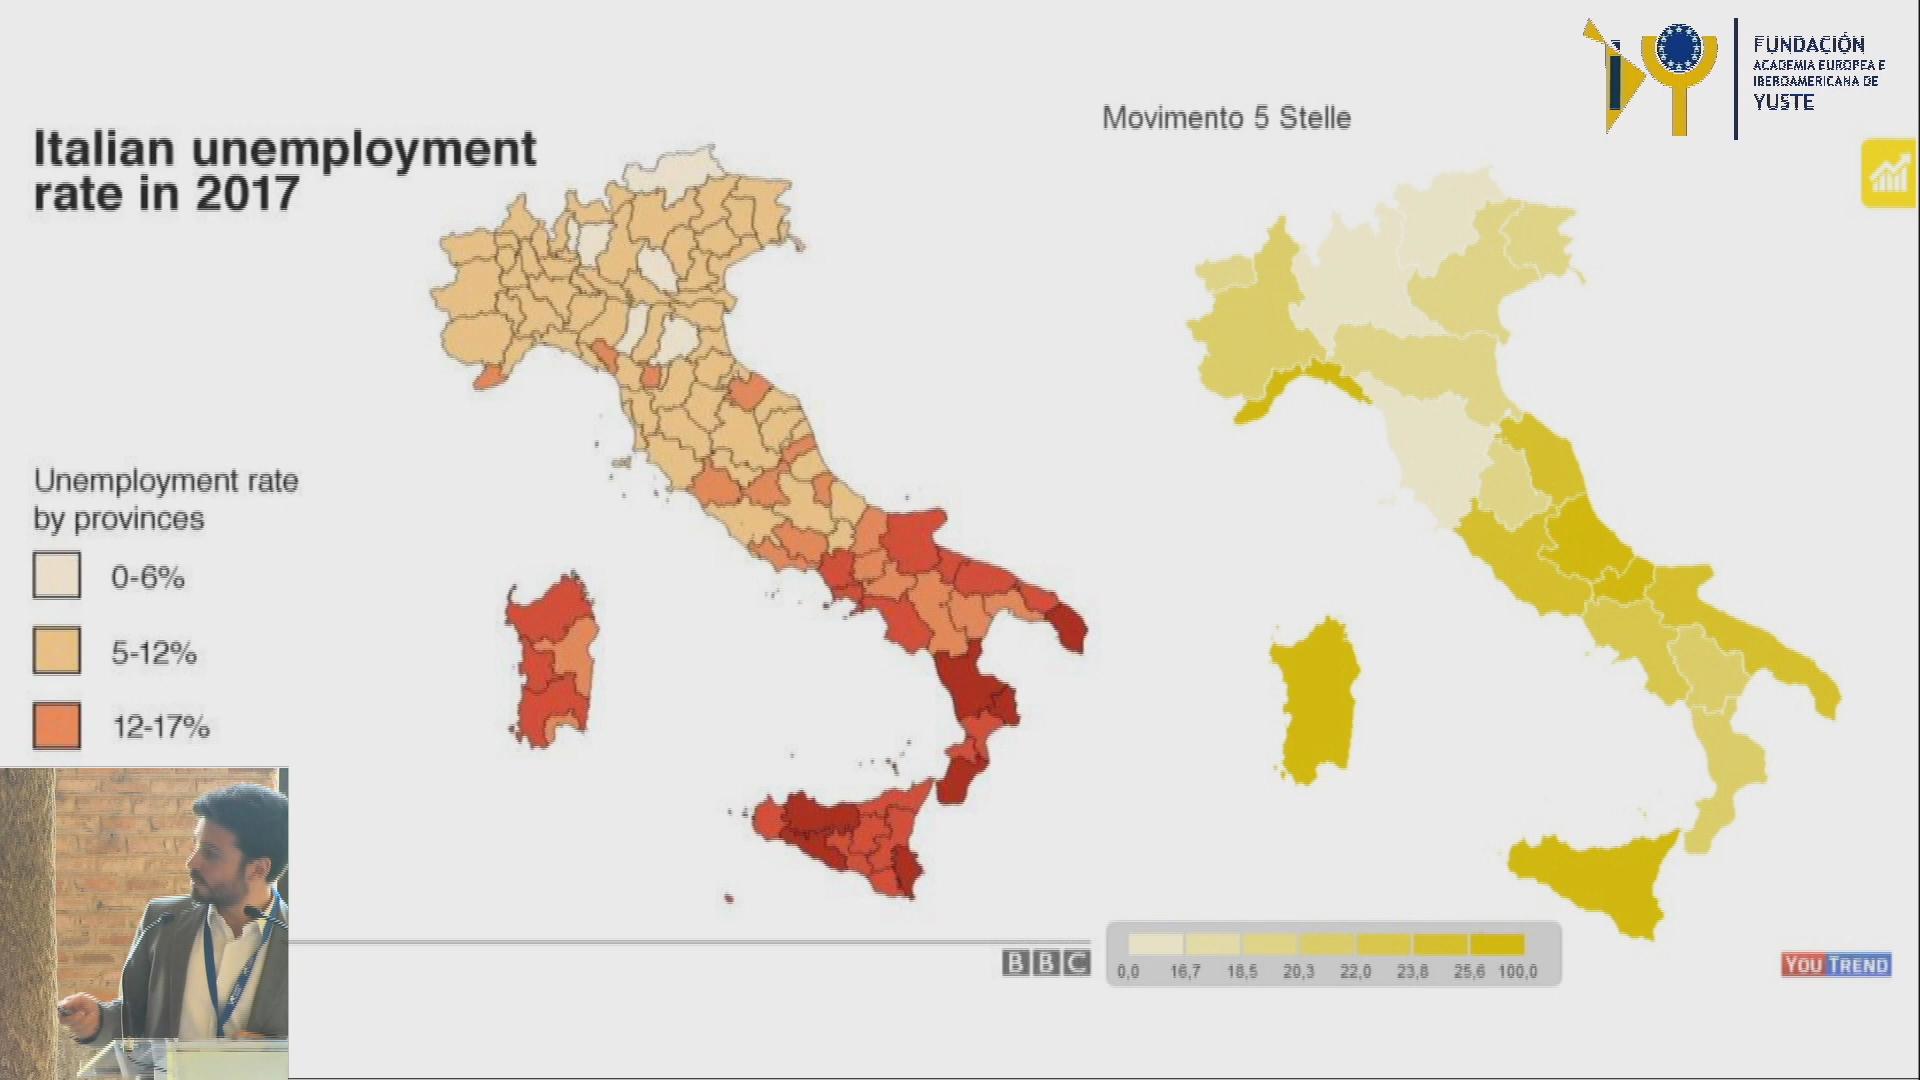 Italian unemployment
rate in 2017
Unemployment rate
by provinces
0-6%
5-12%
12-17%
BBC
Movimento 5 Stelle
0,0 16,7 18,5 20,3 22,0 23,8 25,6 100,0
YOUTREND
FUNDACIÓN
ACADEMIA EUROPEA E
IBEROAMERICANA DE
YUSTE